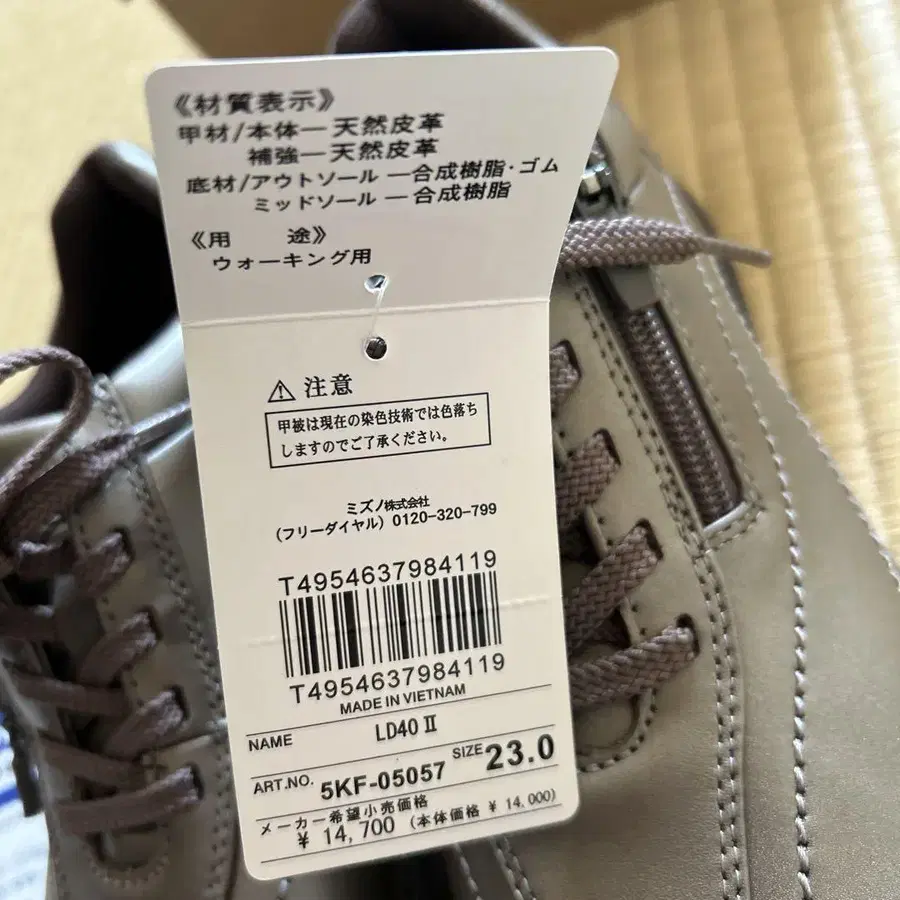 《材質表示》
甲材/本体―天然皮革
補強―天然皮革
底材/アウトソール ―合成樹脂・ゴム
ミッドソール ―合成樹脂
《用 途》
ウォーキング用
⚠ 注意
甲被は現在の染色技術では色落ち
しますのでご了承ください。
ミズノ株式会社
(フリーダイヤル) 0120-320-799
T4954637984119
T4954637984119
MADE IN VIETNAM
NAME LD40 II
ART.NO. 5KF-05057 SIZE 23.0
メーカー希望小売価格
¥ 14,700 (本体価格 ¥ 14,000)